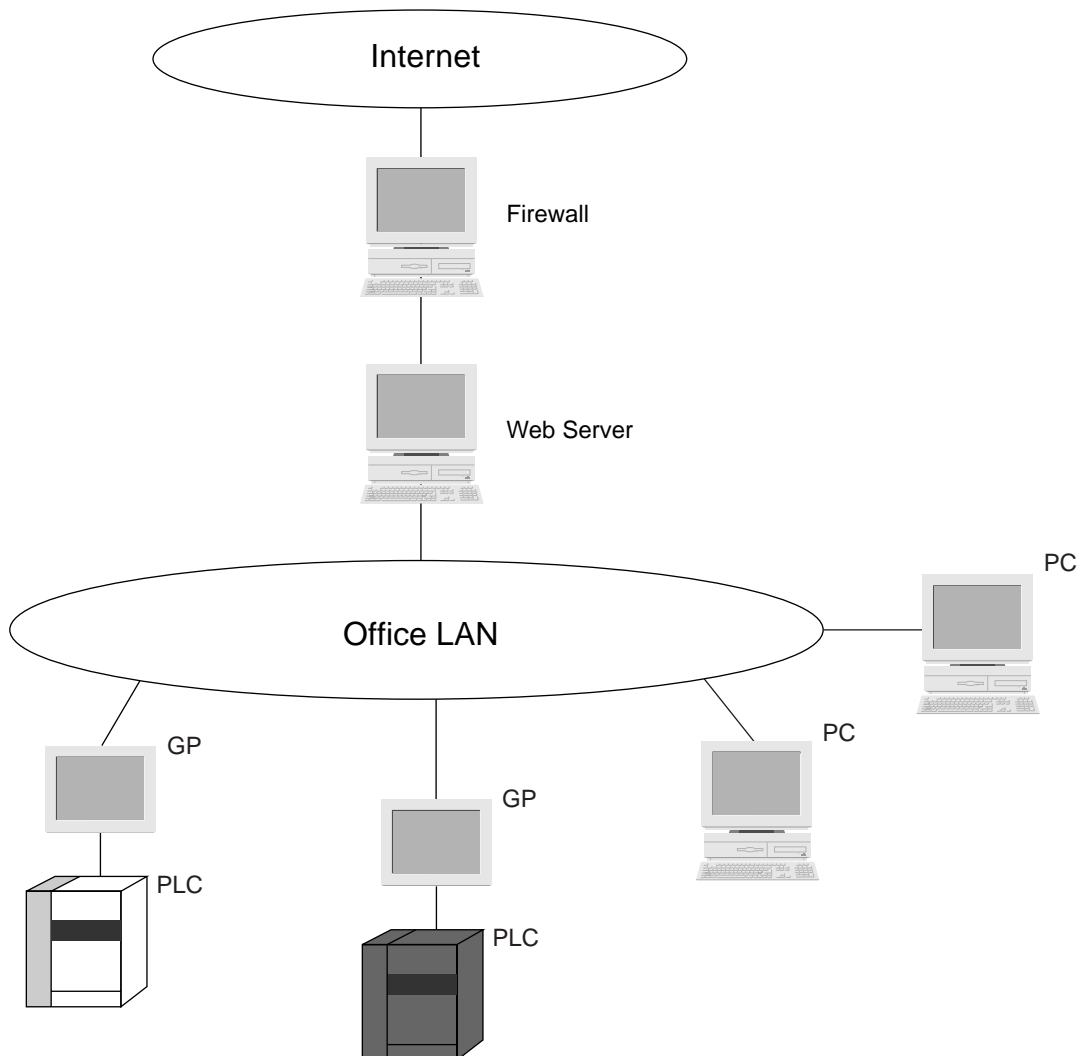 Internet
Firewall
Web Server
PC
Office LAN
PC
GP
GP
PLC
PLC